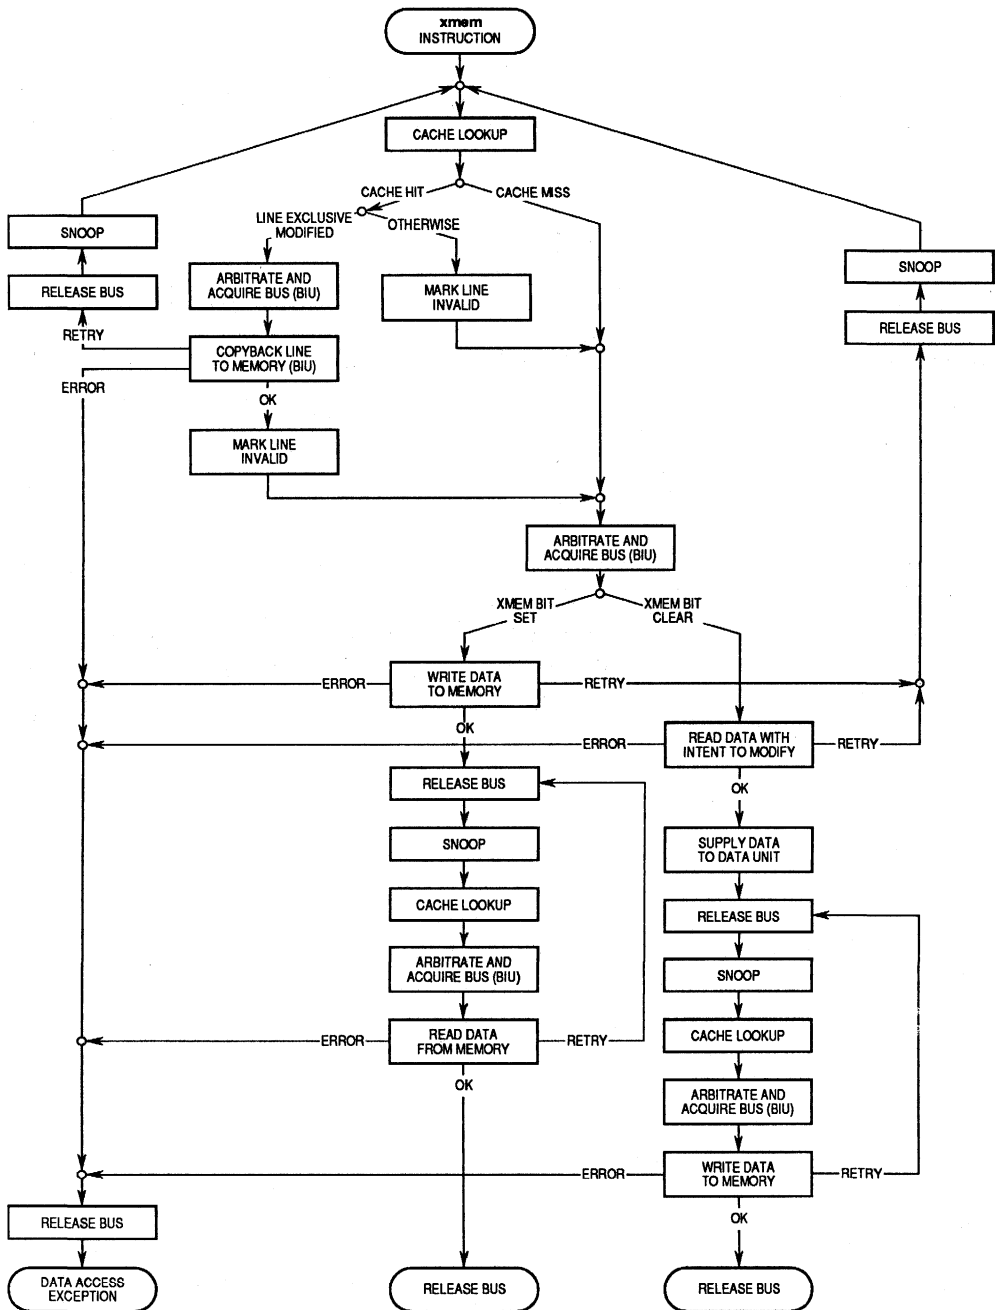 xmem
INSTRUCTION
CACHE LOOKUP
CACHE HIT
CACHE MISS
LINE EXCLUSIVE
MODIFIED
OTHERWISE
SNOOP
ARBITRATE AND
ACQUIRE BUS (BIU)
MARK LINE
INVALID
SNOOP
RELEASE BUS
RELEASE BUS
RETRY
COPYBACK LINE
TO MEMORY (BIU)
ERROR
OK
MARK LINE
INVALID
ARBITRATE AND
ACQUIRE BUS (BIU)
XMEM BIT
SET
XMEM BIT
CLEAR
ERROR
WRITE DATA
TO MEMORY
RETRY
OK
ERROR
READ DATA WITH
INTENT TO MODIFY
RETRY
RELEASE BUS
OK
SNOOP
SUPPLY DATA
TO DATA UNIT
CACHE LOOKUP
RELEASE BUS
ARBITRATE AND
ACQUIRE BUS (BIU)
SNOOP
ERROR
READ DATA
FROM MEMORY
RETRY
CACHE LOOKUP
OK
ARBITRATE AND
ACQUIRE BUS (BIU)
ERROR
WRITE DATA
TO MEMORY
RETRY
RELEASE BUS
OK
DATA ACCESS
EXCEPTION
RELEASE BUS
RELEASE BUS